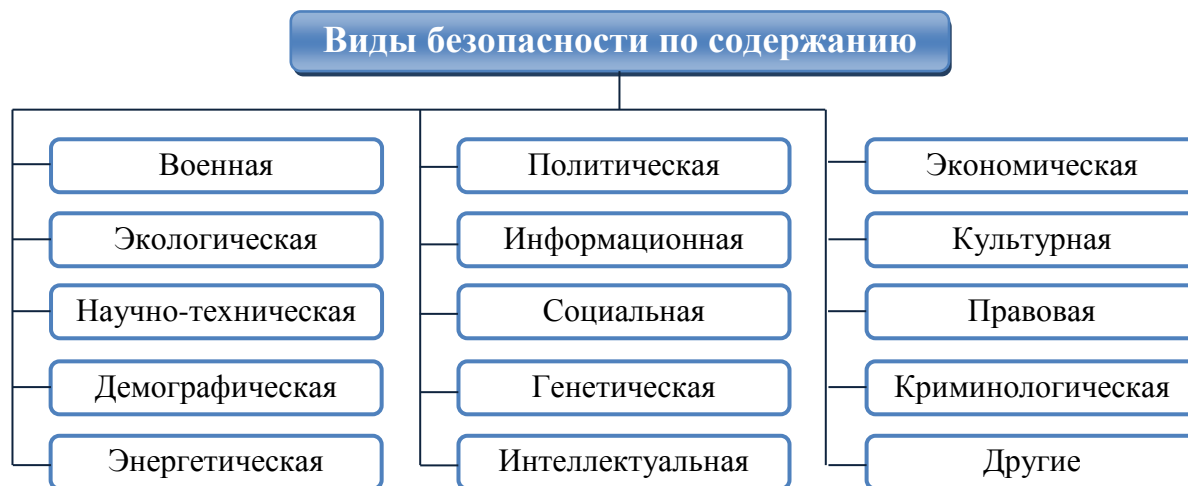 Виды безопасности по содержанию
Военная
Политическая
Экономическая
Экологическая
Информационная
Культурная
Научно-техническая
Социальная
Правовая
Демографическая
Генетическая
Криминологическая
Энергетическая
Интеллектуальная
Другие